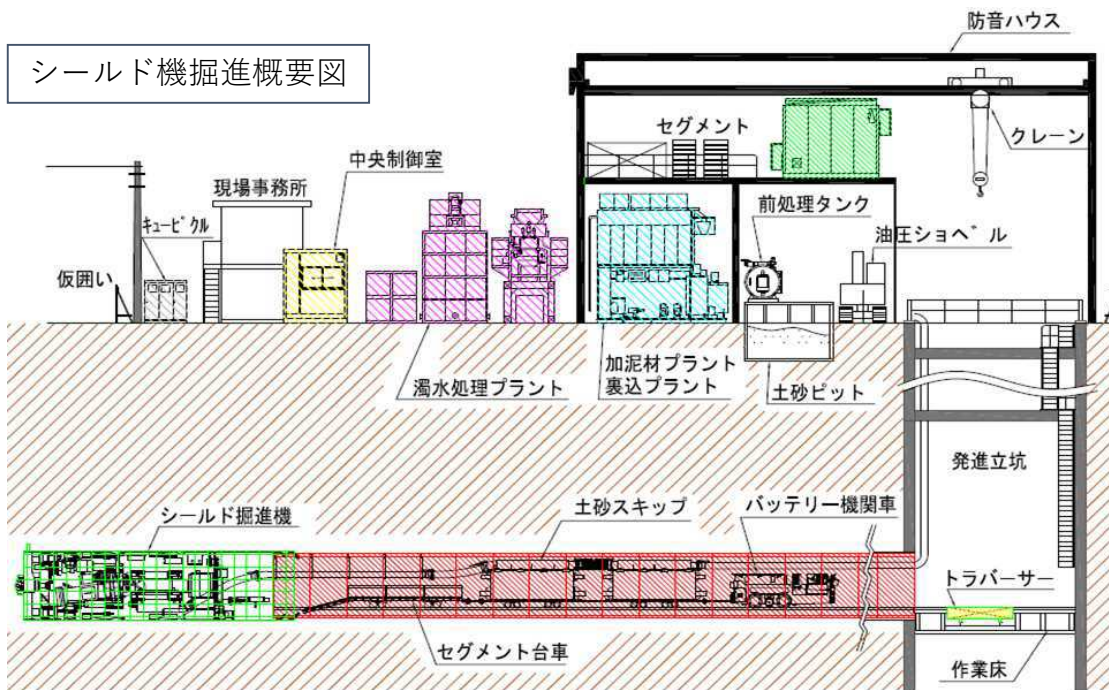 シールド機掘進概要図
防音ハウス
セグメント
クレーン
中央制御室
現場事務所
キュービクル
仮囲い
前処理タンク
油圧ショベル
濁水処理プラント
加泥材プラント
裏込プラント
土砂ピット
発進立坑
シールド掘進機
土砂スキップ
バッテリー機関車
トラバーサー
セグメント台車
作業床